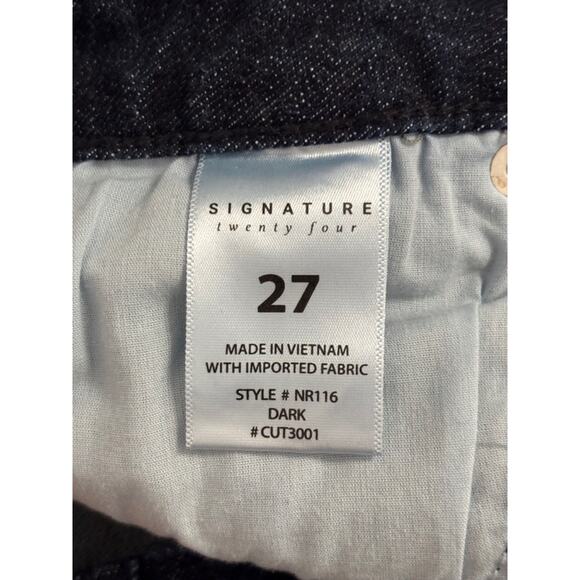 SIGNATURE
twenty four
27
MADE IN VIETNAM
WITH IMPORTED FABRIC
STYLE # NR116
DARK
#CUT3001